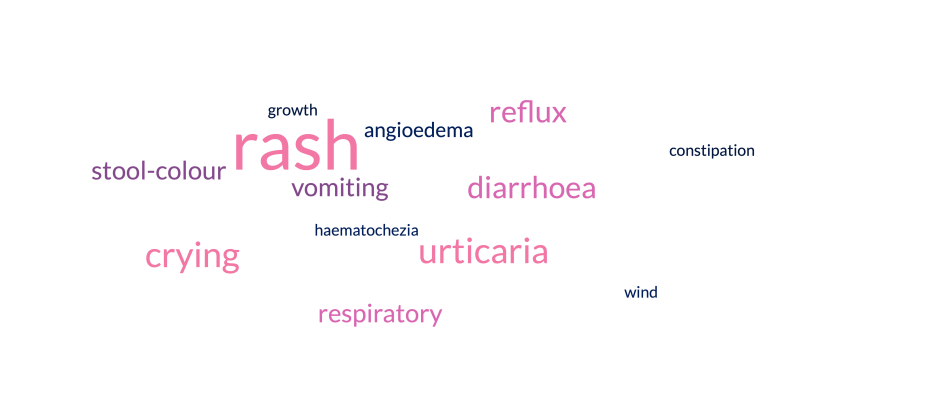 growth
reflux
rash
angioedema
constipation
stool-colour
vomiting
diarrhoea
haematochezia
crying
urticaria
wind
respiratory